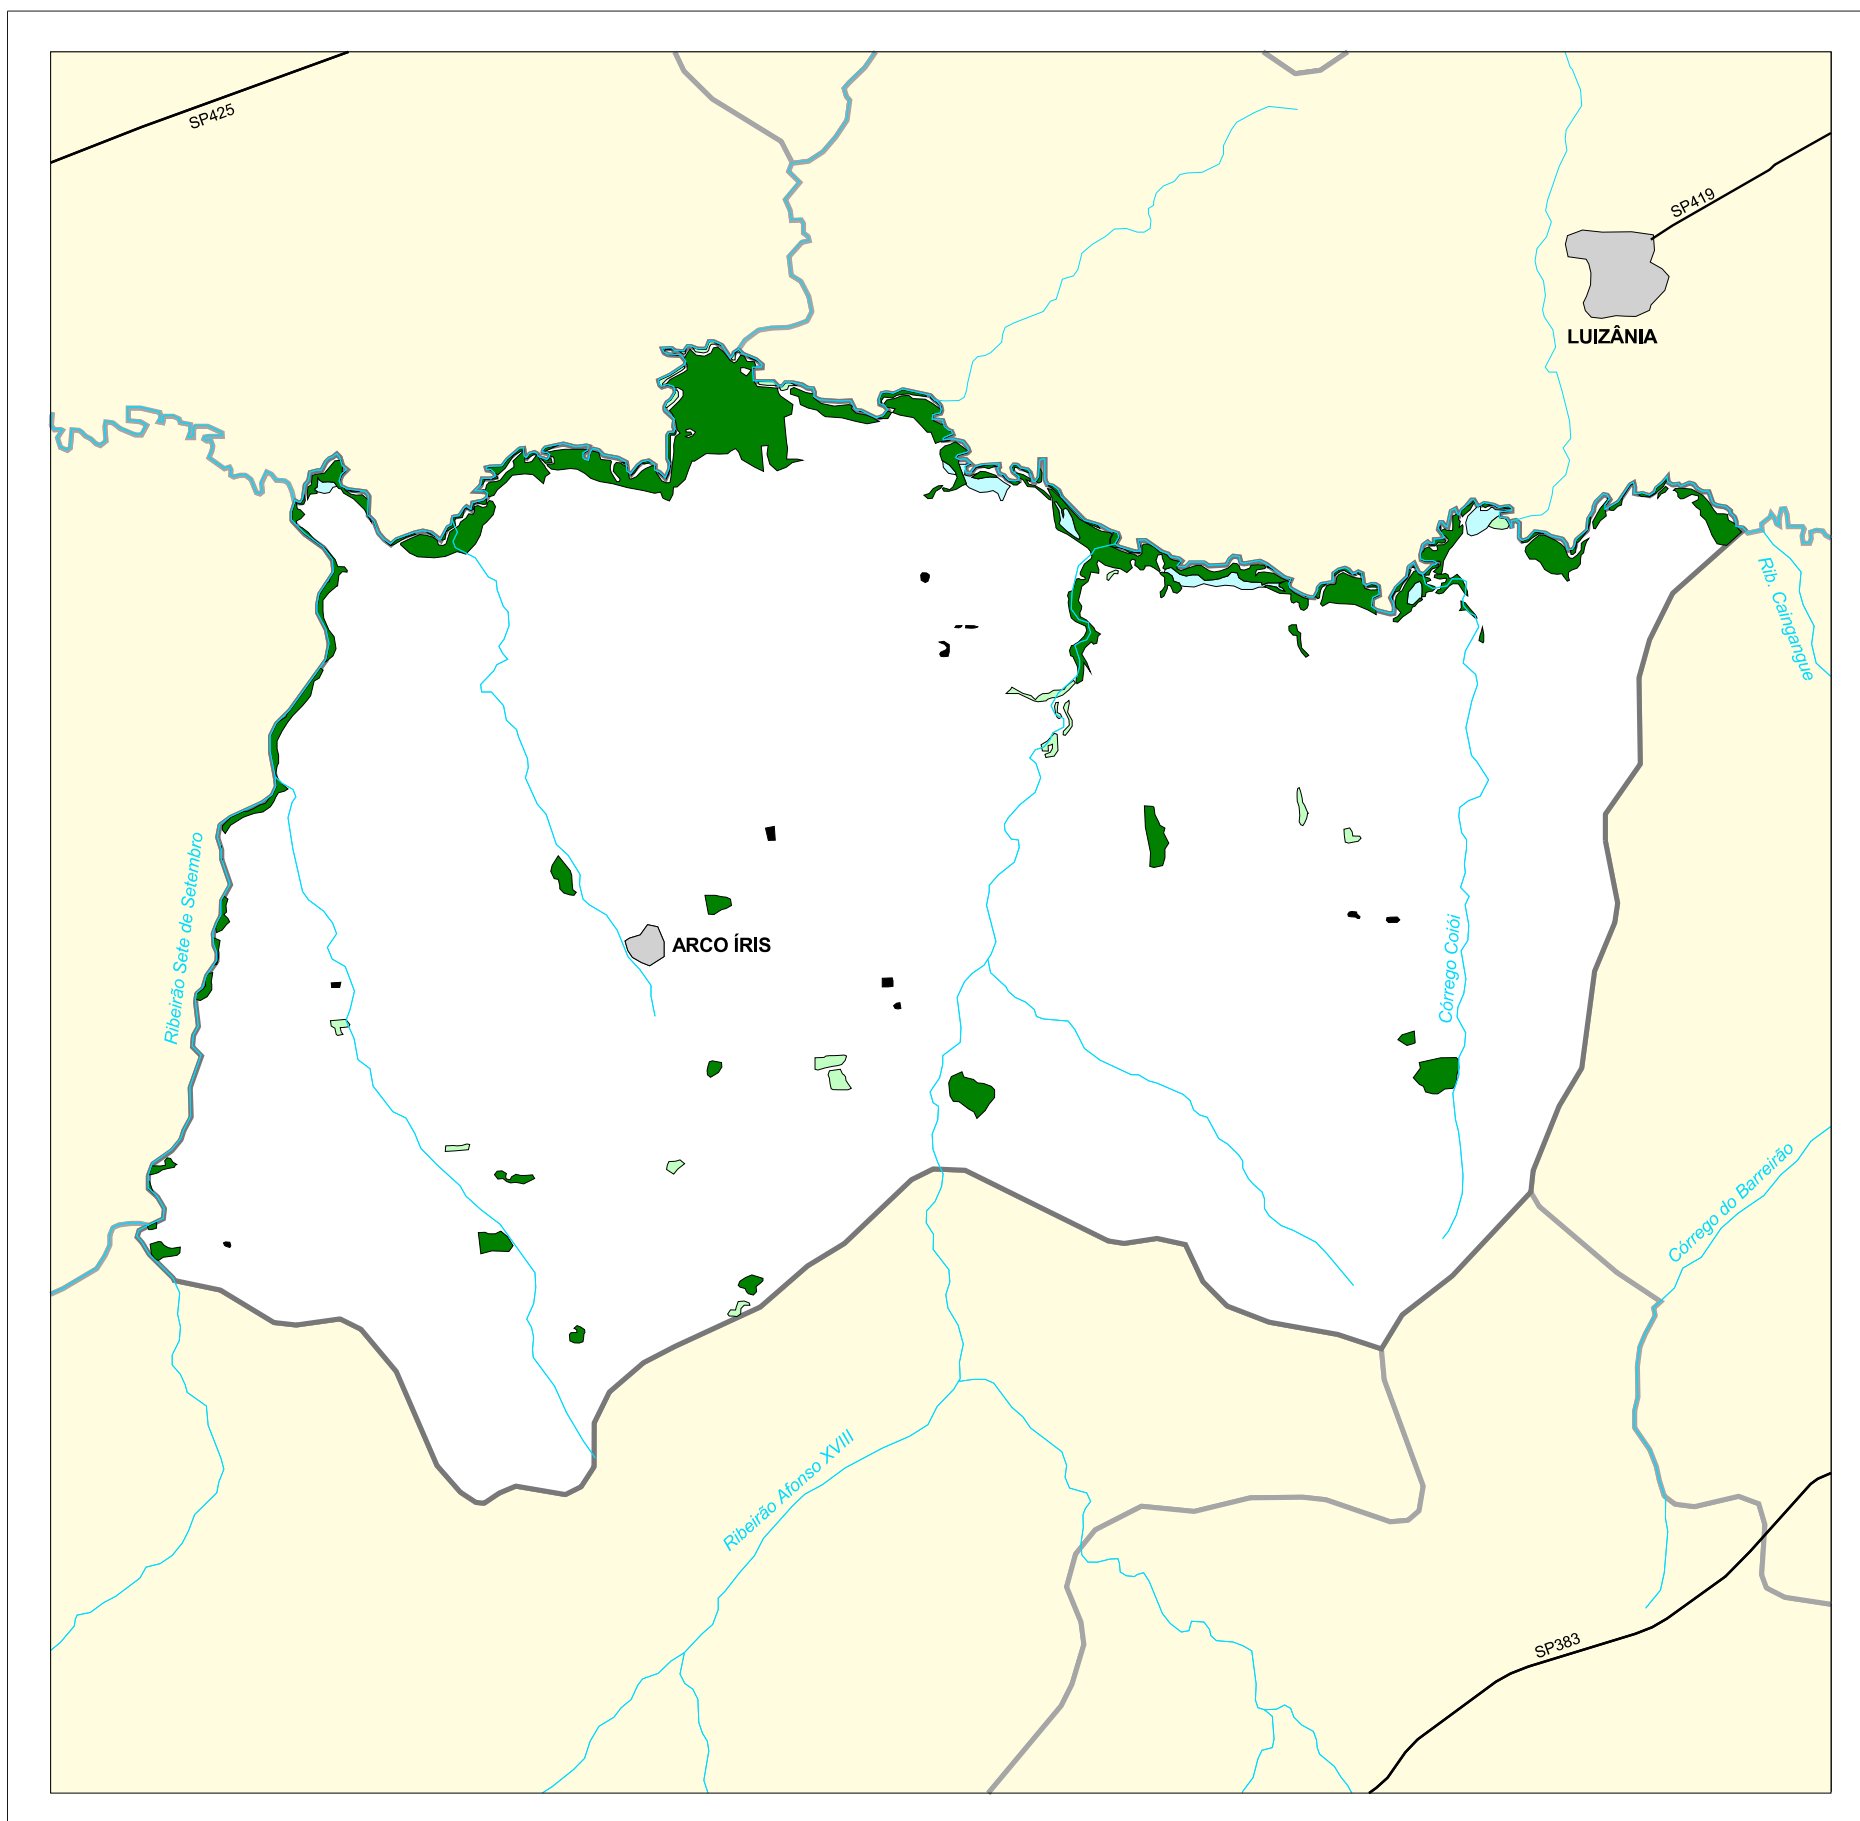 SP425
SP419
LUIZÂNIA
Rib. Caingangue
Ribeirão Sete de Setembro
ARCO ÍRIS
Córrego Coiói
Córrego do Barreirão
Ribeirão Afonso XVIII
SP383